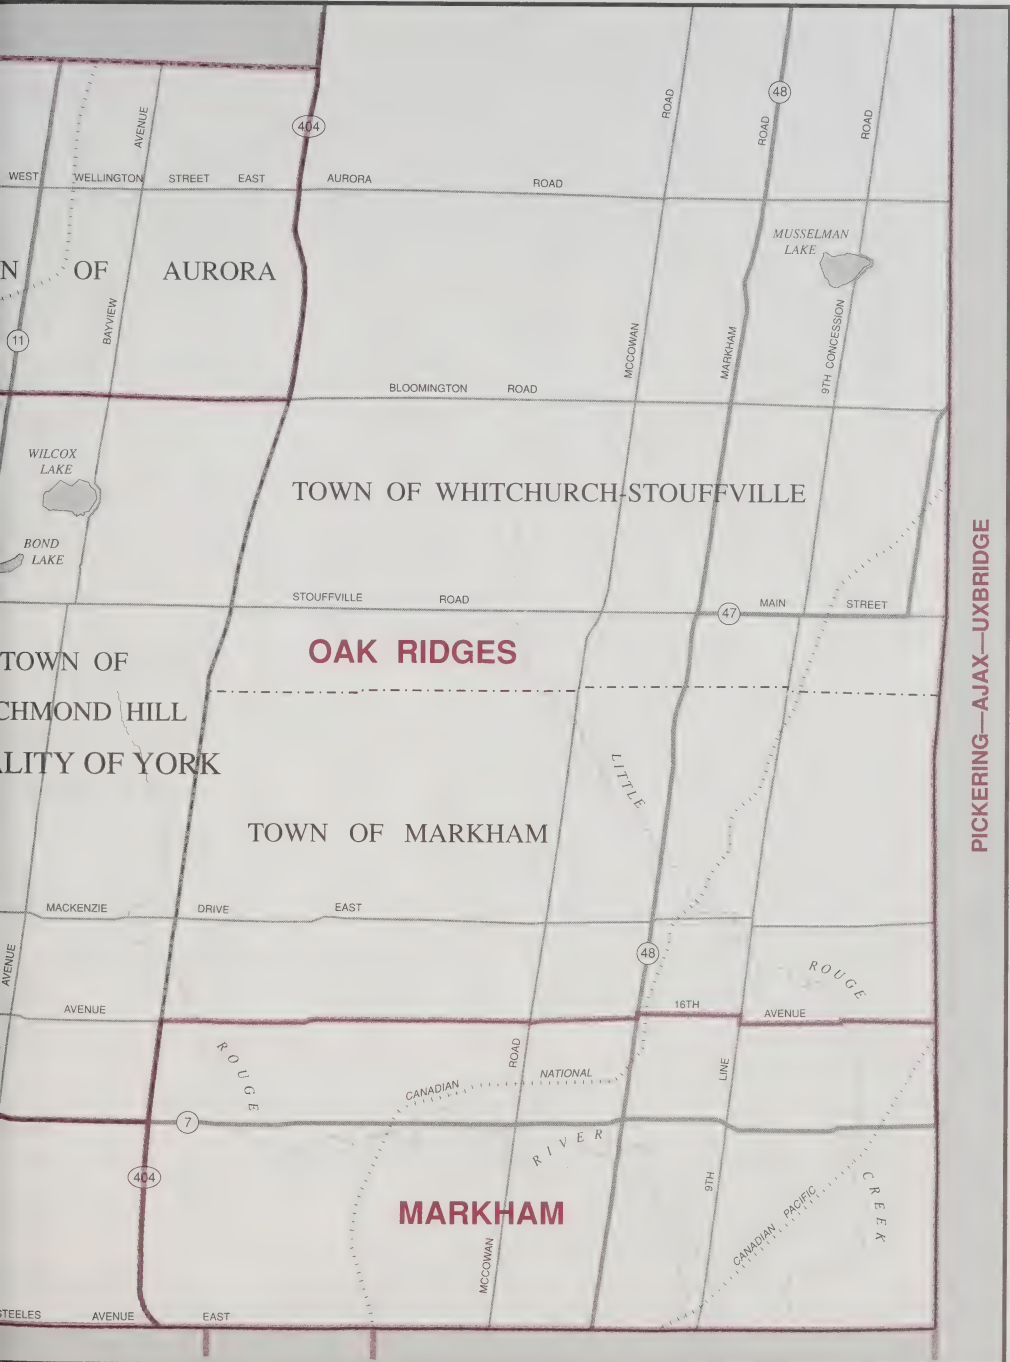 48
ROAD
ROAD
ROAD
AVENUE
404
WEST WELLINGTON STREET EAST AURORA ROAD
MUSSELMAN
LAKE
N OF AURORA
BAYVIEW
11
MCCOWAN
MARKHAM
9TH CONCESSION
BLOOMINGTON ROAD
WILCOX
LAKE
TOWN OF WHITCHURCH-STOUFFVILLE
BOND
LAKE
PICKERING—AJAX—UXBRIDGE
STOUFFVILLE ROAD
47
MAIN STREET
OAK RIDGES
TOWN OF
CHMOND HILL
ALITY OF YORK
LITTLE
TOWN OF MARKHAM
MACKENZIE DRIVE EAST
AVENUE
48
ROUGE
AVENUE
16TH
AVENUE
ROUGE
ROAD
CANADIAN NATIONAL
LINE
7
RIVER
404
9TH
CANADIAN PACIFIC
CREEK
MARKHAM
MCCOWAN
STEELES AVENUE EAST